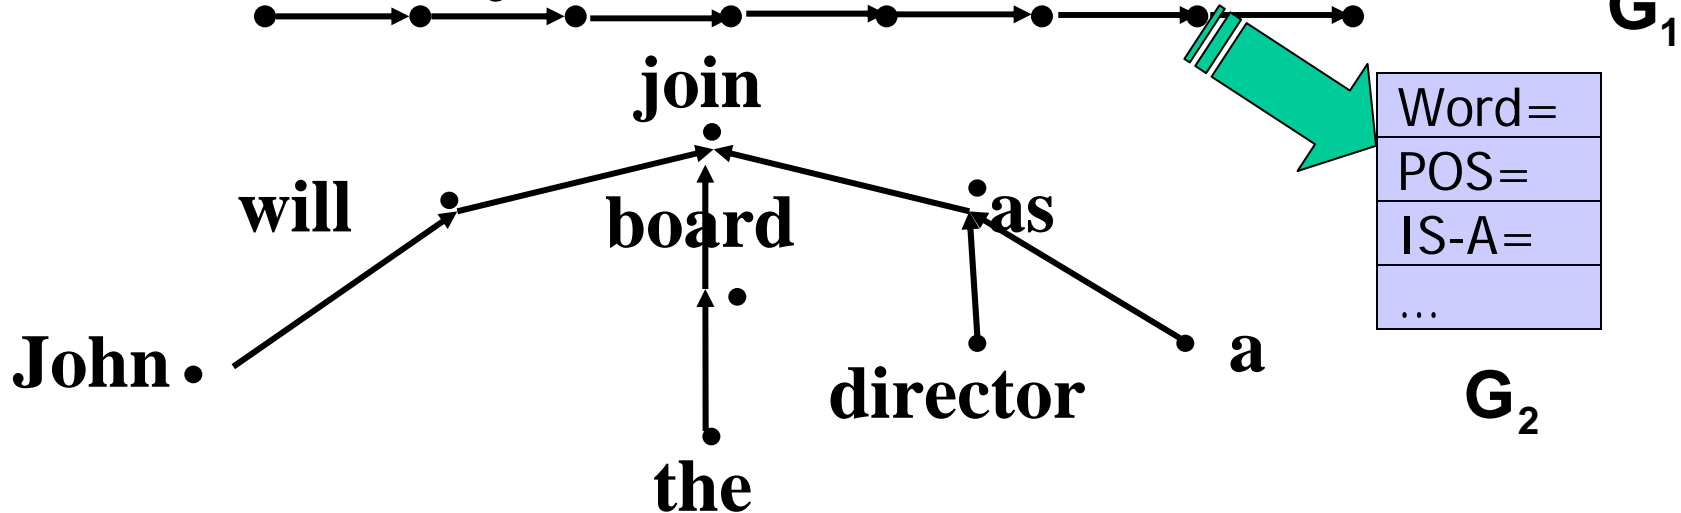 G1
join
Word=
will
board
as
POS=
IS-A=
...
John
director
a
G2
the